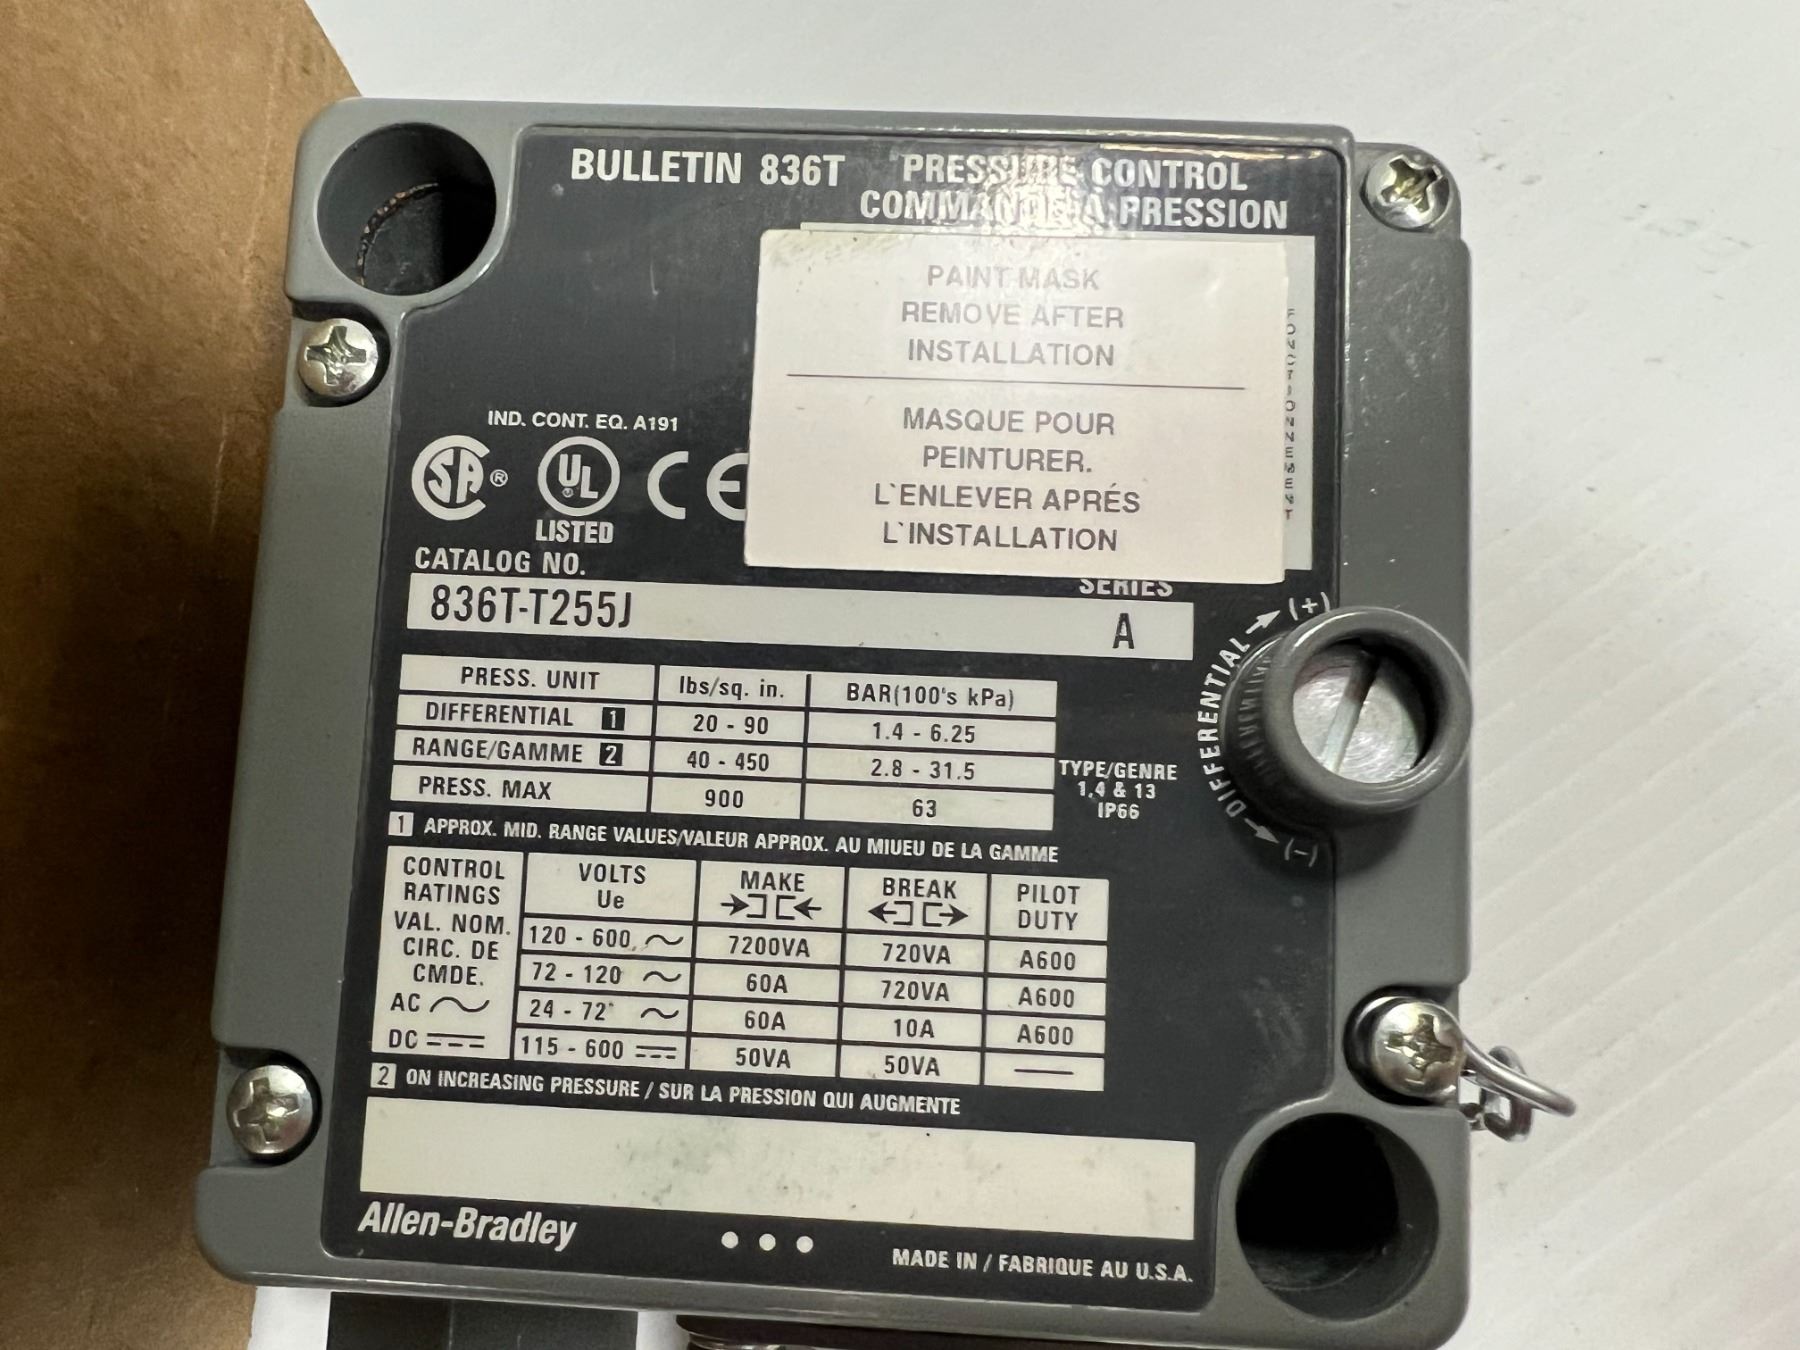 BULLETIN 836T PRESSURE CONTROL
COMMANDE A PRESSION
PAINT MASK
REMOVE AFTER
INSTALLATION
MASQUE POUR
PEINTURER.
L`ENLEVER APRÉS
L`INSTALLATION
FONCTIONNEMENT
IND. CONT. EQ. A191
SA ® UL ® CE
LISTED
CATALOG NO. SERIES
836T-T255J A
(+)
DIFFERENTIAL
(-)
PRESS. UNIT lbs/sq. in. BAR(100's kPa)
DIFFERENTIAL 1 20 - 90 1.4 - 6.25
RANGE/GAMME 2 40 - 450 2.8 - 31.5
PRESS. MAX 900 63
TYPE/GENRE
1,4 & 13
IP66
1 APPROX. MID. RANGE VALUES/VALEUR APPROX. AU MIUEU DE LA GAMME
CONTROL
RATINGS
VAL. NOM.
CIRC. DE
CMDE.
AC
DC
VOLTS
Ue
MAKE BREAK PILOT
DUTY
120 - 600 7200VA 720VA A600
72 - 120 60A 720VA A600
24 - 72 60A 10A A600
115 - 600 50VA 50VA
2 ON INCREASING PRESSURE / SUR LA PRESSION QUI AUGMENTE
Allen-Bradley
MADE IN / FABRIQUE AU U.S.A.